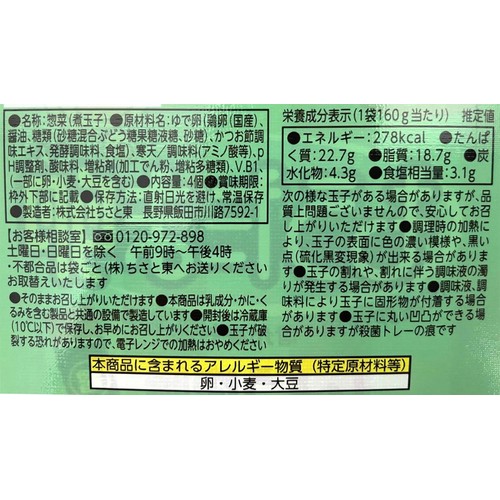 ●名称:惣菜(煮玉子)●原材料名:ゆで卵(鶏卵(国産)、
醤油、糖類(砂糖混合ぶどう糖果糖液糖、砂糖)、かつお節調
味エキス、発酵調味料、食塩)、寒天／調味料(アミノ酸等)、p
H調整剤、酸味料、増粘剤(加工でん粉、増粘多糖類)、V.B1、
(一部に卵・小麦・大豆を含む)●内容量:4個●賞味期限:
枠外下部に記載●保存方法:直射日光を避け、常温保存
●製造者:株式会社ちさと東 長野県飯田市川路7592-1
【お客様相談室】0120-972-898
土曜日・日曜日を除く 午前9時～午後4時
・不都合品は袋ごと(株)ちさと東へお送りください
お取替えいたします
●そのままお召し上がりいただけます●本商品は乳成分・かに・く
るみを含む製品と共通の設備で製造しています●開封後は冷蔵庫
(10℃以下)で保存し、お早めにお召し上がりください●玉子が破
裂する恐れがありますので、電子レンジでの加熱はおやめください
栄養成分表示(1袋160g当たり) 推定値
●エネルギー:278kcal●たんぱ
く質:22.7g●脂質:18.7g●炭
水化物:4.3g●食塩相当量:3.1g
次の様な玉子がある場合がありますが、品
質上問題ございませんので、安心してお召
し上がりいただけます●調理時の加熱に
より、玉子の表面に色の濃い模様や、黒い
点(硫化黒変現象)が出来る場合がありま
す●玉子の割れや、割れに伴う調味液の濁
りが発生する場合があります●調味液、調
味料により玉子に固形物が付着する場合
があります●玉子に丸い凹凸ができる場
合がありますが殺菌トレーの痕です
本商品に含まれるアレルギー物質(特定原材料等)
卵・小麦・大豆